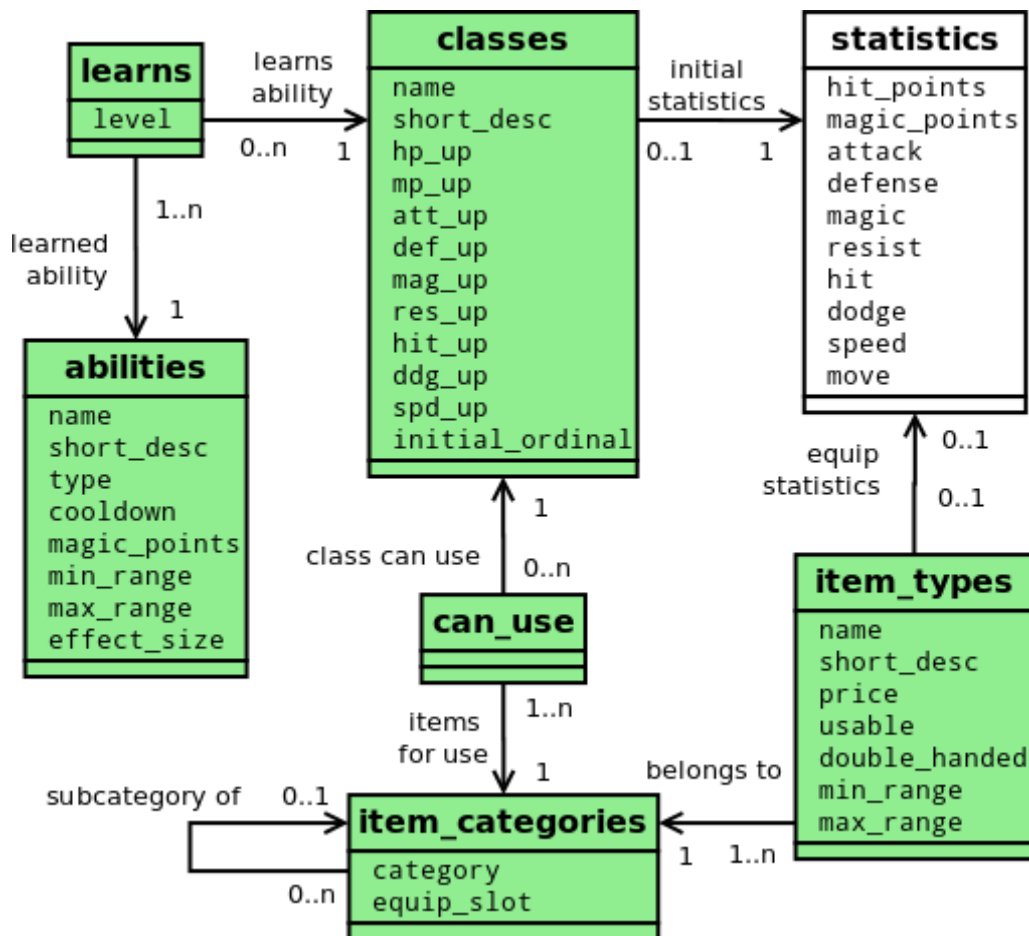 learns
level
learns
ability
0..n
1
classes
name
short_desc
hp_up
mp_up
att_up
def_up
mag_up
res_up
hit_up
ddg_up
spd_up
initial_ordinal
initial
statistics
0..1
1
statistics
hit_points
magic_points
attack
defense
magic
resist
hit
dodge
speed
move
1..n
learned
ability
1
abilities
name
short_desc
type
cooldown
magic_points
min_range
max_range
effect_size
1
class can use
0..n
can_use
1..n
items
for use
1
0..1
equip
statistics
0..1
item_types
name
short_desc
price
usable
double_handed
min_range
max_range
belongs to
1
1..n
subcategory of
0..1
0..n
item_categories
category
equip_slot